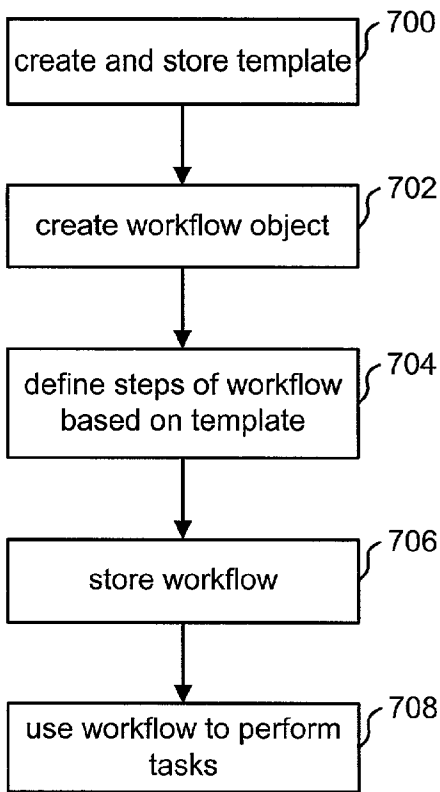 700
create and store template
702
create workflow object
704
define steps of workflow
based on template
706
store workflow
708
use workflow to perform
tasks